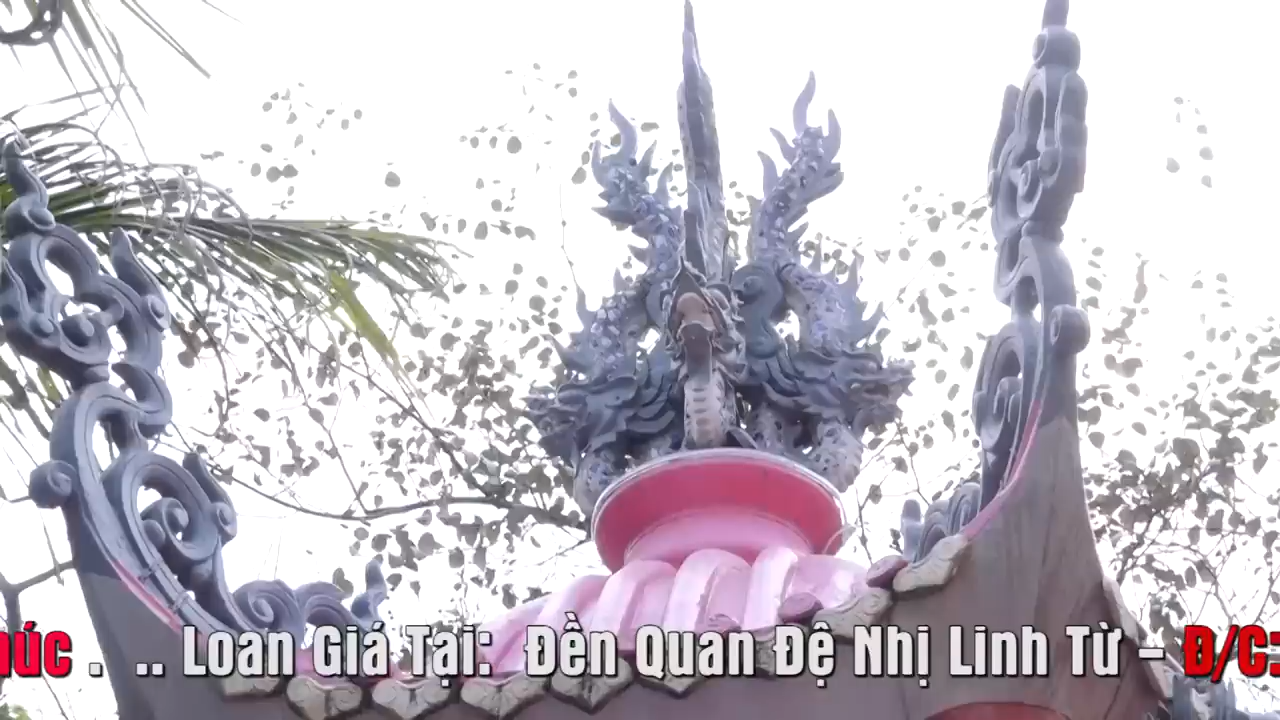 . .. Loan Giá Tại: Đền Quan Đệ Nhị Linh Từ - Đ/C: